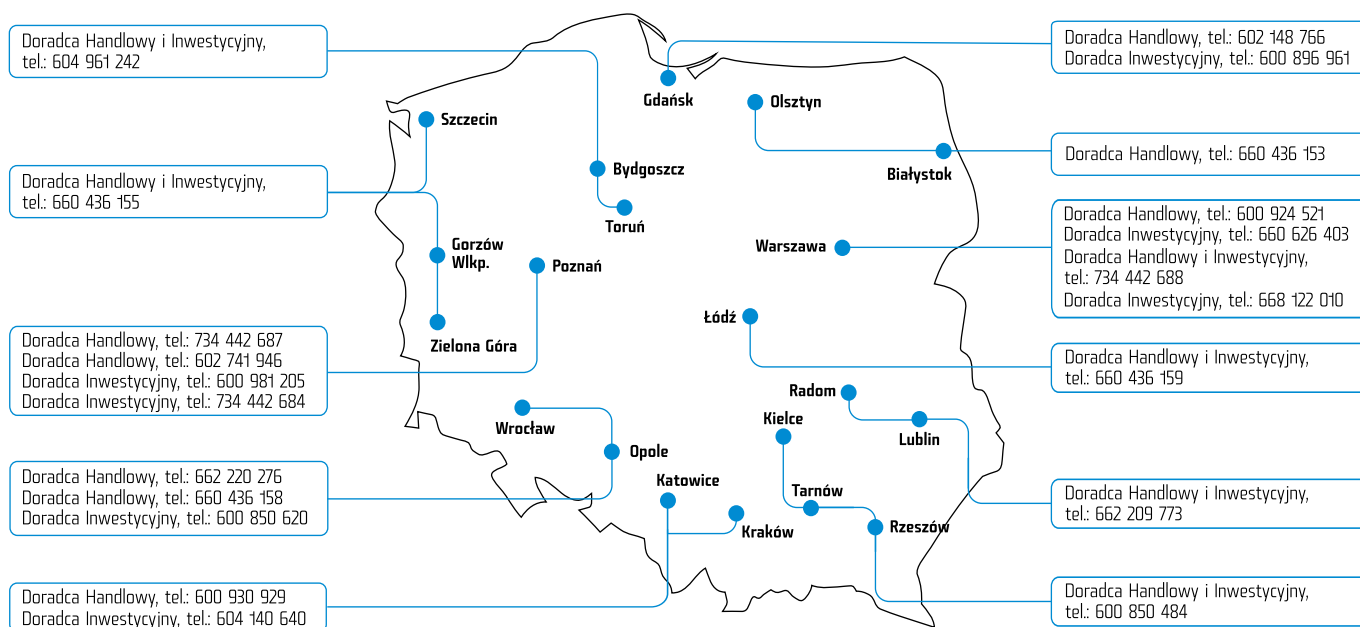 Doradca Handlowy i Inwestycyjny,
tel.: 604 961 242
Doradca Handlowy i Inwestycyjny,
tel.: 660 436 155
Doradca Handlowy, tel.: 734 442 687
Doradca Handlowy, tel.: 602 741 946
Doradca Inwestycyjny, tel.: 600 981 205
Doradca Inwestycyjny, tel.: 734 442 684
Doradca Handlowy, tel.: 662 220 276
Doradca Handlowy, tel.: 660 436 158
Doradca Inwestycyjny, tel.: 600 850 620
Doradca Handlowy, tel.: 600 930 929
Doradca Inwestycyjny, tel.: 604 140 640
Gdańsk
Olsztyn
Szczecin
Bydgoszcz
Białystok
Toruń
Gorzów
Wlkp.
Poznań
Warszawa
Łódź
Zielona Góra
Radom
Kielce
Wrocław
Lublin
Opole
Katowice
Tarnów
Kraków
Rzeszów
Doradca Handlowy, tel.: 602 148 766
Doradca Inwestycyjny, tel.: 600 896 961
Doradca Handlowy, tel.: 660 436 153
Doradca Handlowy, tel.: 600 924 521
Doradca Inwestycyjny, tel.: 660 626 403
Doradca Handlowy i Inwestycyjny,
tel.: 734 442 688
Doradca Inwestycyjny, tel.: 668 122 010
Doradca Handlowy i Inwestycyjny,
tel.: 660 436 159
Doradca Handlowy i Inwestycyjny,
tel.: 662 209 773
Doradca Handlowy i Inwestycyjny,
tel.: 600 850 484